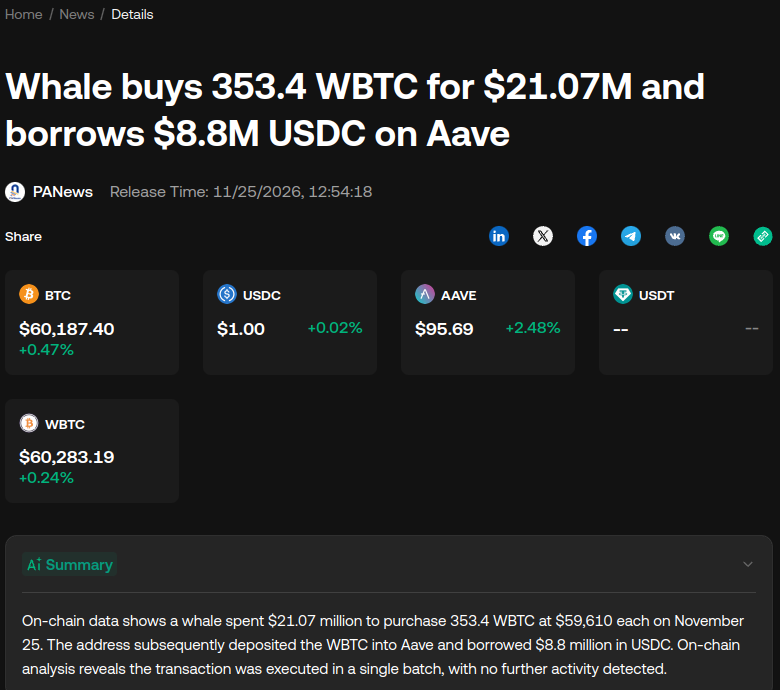 Home / News / Details
Whale buys 353.4 WBTC for $21.07M and
borrows $8.8M USDC on Aave
PANews Release Time: 11/25/2026, 12:54:18
Share
BTC
$60,187.40
+0.47%
USDC
$1.00 +0.02%
AAVE
$95.69 +2.48%
USDT
-- --
WBTC
$60,283.19
+0.24%
Ai Summary
On-chain data shows a whale spent $21.07 million to purchase 353.4 WBTC at $59,610 each on November
25. The address subsequently deposited the WBTC into Aave and borrowed $8.8 million in USDC. On-chain
analysis reveals the transaction was executed in a single batch, with no further activity detected.